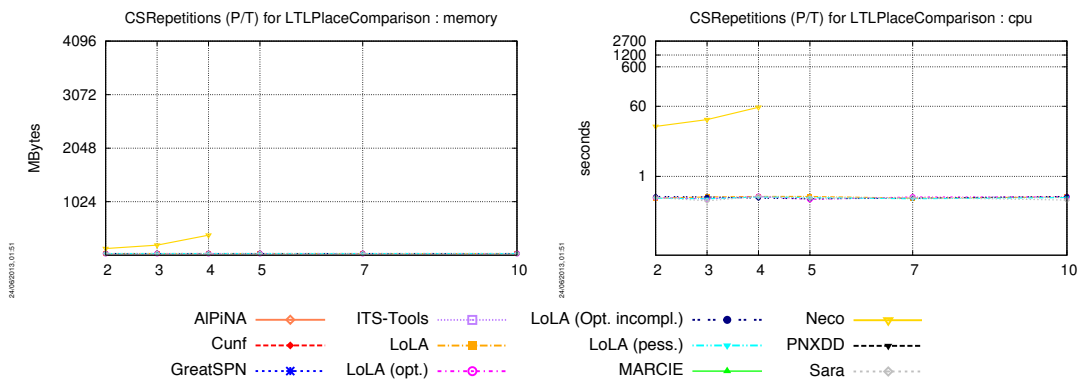 CSRepetitions (P/T) for LTLPlaceComparison : memory
4096
3072
2048
1024
MBytes
2 3 4 5 7 10
24/06/2013, 01:51
CSRepetitions (P/T) for LTLPlaceComparison : cpu
2700
1200
600
60
1
seconds
2 3 4 5 7 10
24/06/2013, 01:51
AlPiNA
Cunf
GreatSPN
ITS-Tools
LoLA
LoLA (opt.)
LoLA (Opt. incompl.)
LoLA (pess.)
MARCIE
Neco
PNXDD
Sara